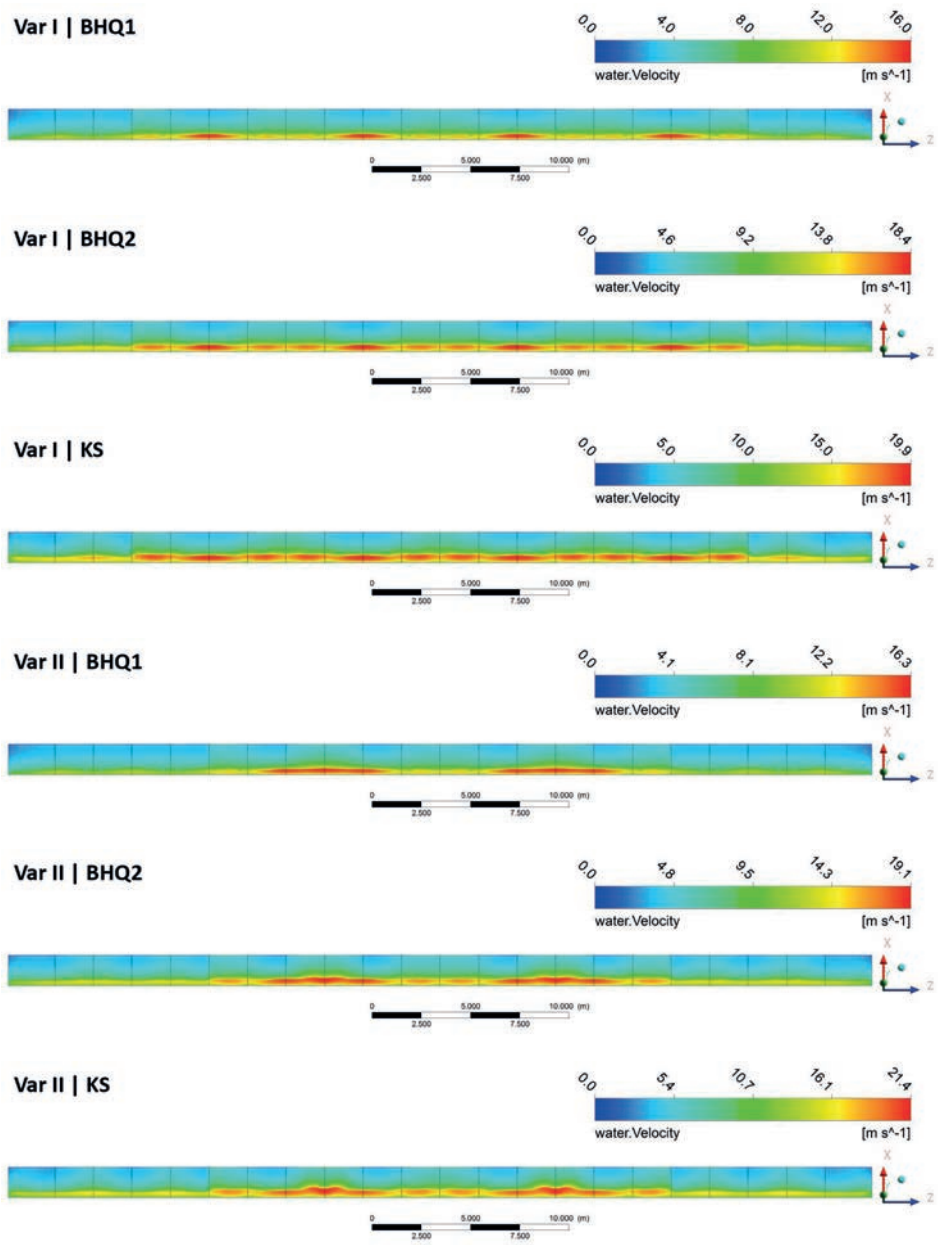 Var I | BHQ1
0.0 4.0 8.0 12.0 16.0
water.Velocity [m s^-1]
X
Z
0 5.000 10.000 (m)
2.500 7.500
Var I | BHQ2
0.0 4.6 9.2 13.8 18.4
water.Velocity [m s^-1]
X
Z
0 5.000 10.000 (m)
2.500 7.500
Var I | KS
0.0 5.0 10.0 15.0 19.9
water.Velocity [m s^-1]
X
Z
0 5.000 10.000 (m)
2.500 7.500
Var II | BHQ1
0.0 4.1 8.1 12.2 16.3
water.Velocity [m s^-1]
X
Z
0 5.000 10.000 (m)
2.500 7.500
Var II | BHQ2
0.0 4.8 9.5 14.3 19.1
water.Velocity [m s^-1]
X
Z
0 5.000 10.000 (m)
2.500 7.500
Var II | KS
0.0 5.4 10.7 16.1 21.4
water.Velocity [m s^-1]
X
Z
0 5.000 10.000 (m)
2.500 7.500